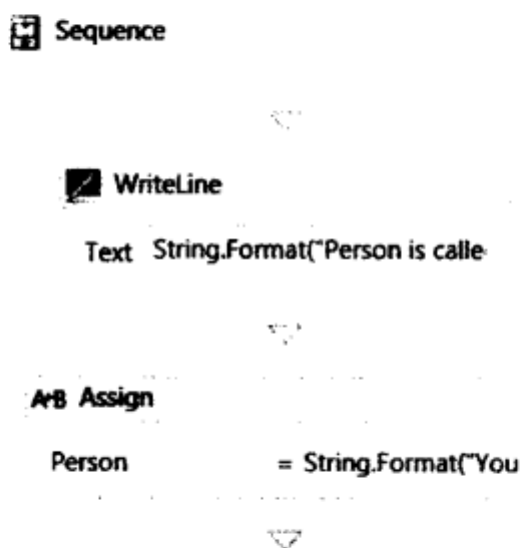 Sequence
WriteLine
Text String.Format("Person is calle
A+B Assign
Person = String.Format("You